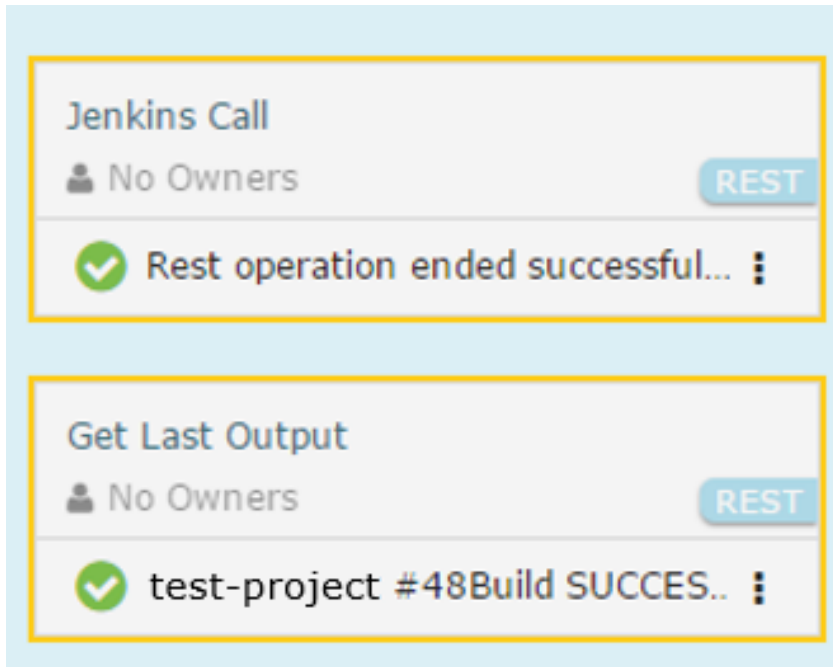 Jenkins Call
No Owners
REST
Rest operation ended successful...
Get Last Output
No Owners
REST
test-project #48Build SUCCES..